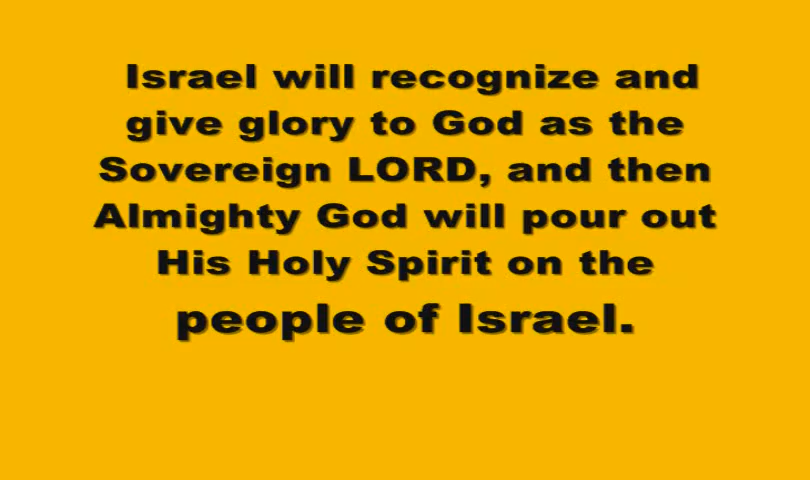 Israel will recognize and
give glory to God as the
Sovereign LORD, and then
Almighty God will pour out
His Holy Spirit on the
people of Israel.